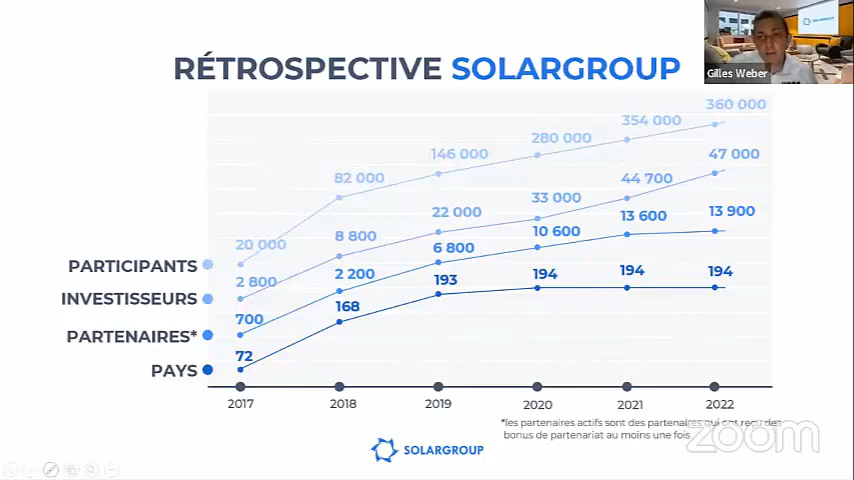 RÉTROSPECTIVE SOLARGROUP
SOLARGROUP
Gilles Weber
360 000
354 000
280 000
146 000
82 000
20 000
47 000
44 700
33 000
22 000
8 800
2 800
13 900
13 600
10 600
6 800
2 200
700
194
194
194
193
168
72
PARTICIPANTS
INVESTISSEURS
PARTENAIRES*
PAYS
2017 2018 2019 2020 2021 2022
*les partenaires actifs sont des partenaires qui ont reçu des
bonus de partenariat au moins une fois
SOLARGROUP
zoom